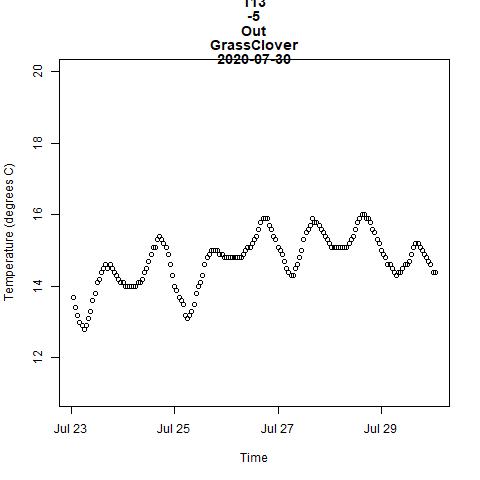 113
-5
Out
GrassClover
2020-07-30
20
18
16
14
12
Temperature (degrees C)
Jul 23 Jul 25 Jul 27 Jul 29
Time